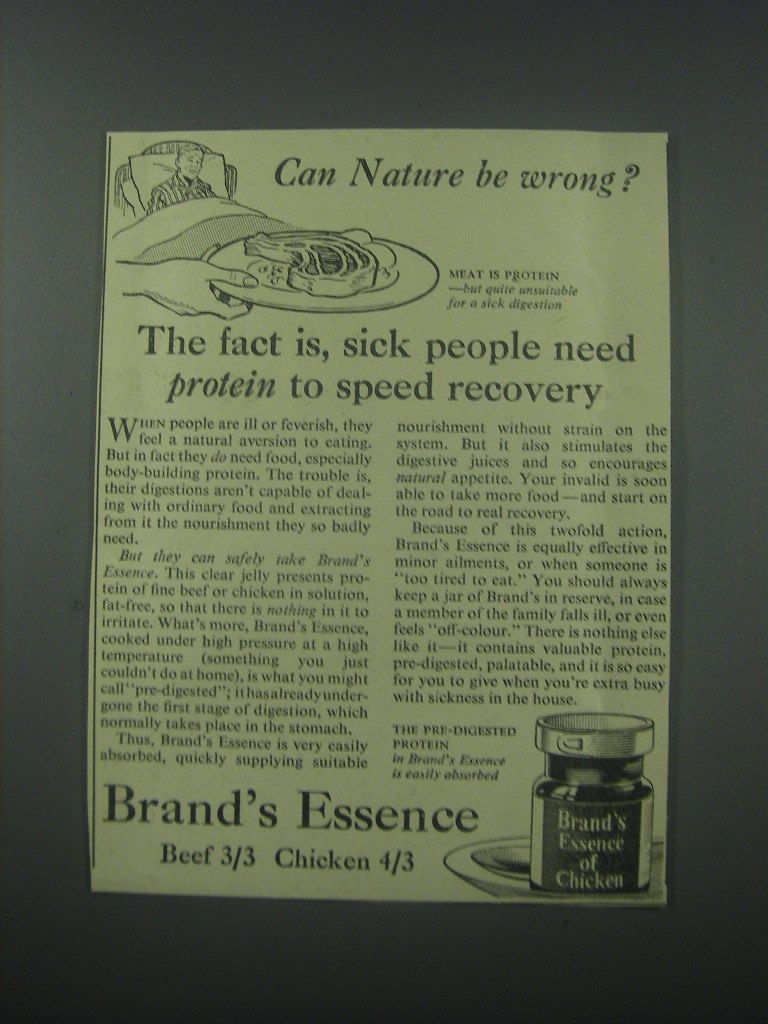 Can Nature be wrong?
MEAT IS PROTEIN
—but quite unsuitable
for a sick digestion
The fact is, sick people need
protein to speed recovery
WHEN people are ill or feverish, they
feel a natural aversion to eating.
But in fact they do need food, especially
body-building protein. The trouble is,
their digestions aren't capable of deal-
ing with ordinary food and extracting
from it the nourishment they so badly
need.
But they can safely take Brand's
Essence. This clear jelly presents pro-
tein of fine beef or chicken in solution,
fat-free, so that there is nothing in it to
irritate. What's more, Brand's Essence,
cooked under high pressure at a high
temperature (something you just
couldn't do at home), is what you might
call "pre-digested"; it has already under-
gone the first stage of digestion, which
normally takes place in the stomach.
Thus, Brand's Essence is very easily
absorbed, quickly supplying suitable
nourishment without strain on the
system. But it also stimulates the
digestive juices and so encourages
natural appetite. Your invalid is soon
able to take more food—and start on
the road to real recovery.
Because of this twofold action,
Brand's Essence is equally effective in
minor ailments, or when someone is
"too tired to eat." You should always
keep a jar of Brand's in reserve, in case
a member of the family falls ill, or even
feels "off-colour." There is nothing else
like it—it contains valuable protein,
pre-digested, palatable, and it is so easy
for you to give when you're extra busy
with sickness in the house.
THE PRE-DIGESTED
PROTEIN
in Brand's Essence
is easily absorbed
Brand's Essence
Beef 3/3 Chicken 4/3
Brand's
Essence
of
Chicken